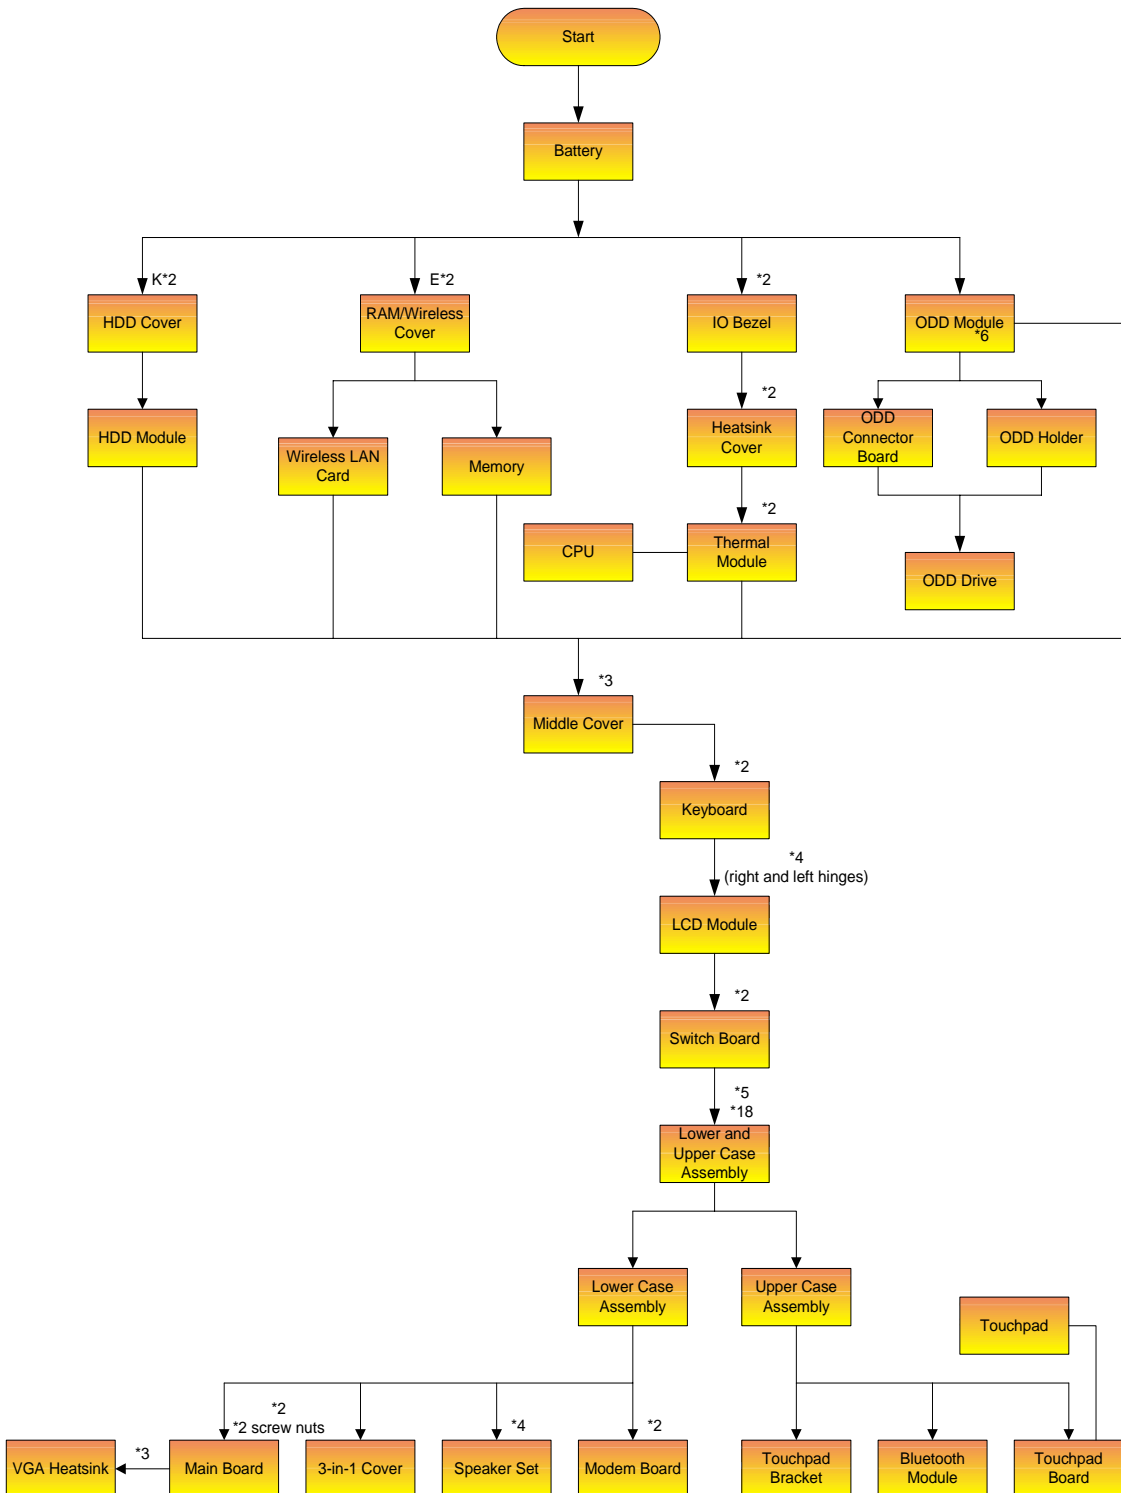 Start
Battery
K*2
E*2
*2
HDD Cover
RAM/Wireless
Cover
IO Bezel
ODD Module
*6
*2
HDD Module
Wireless LAN
Card
Memory
Heatsink
Cover
ODD
Connector
Board
ODD Holder
*2
CPU
Thermal
Module
ODD Drive
*3
Middle Cover
*2
Keyboard
*4
(right and left hinges)
LCD Module
*2
Switch Board
*5
*18
Lower and
Upper Case
Assembly
Lower Case
Assembly
Upper Case
Assembly
Touchpad
*2
*2 screw nuts
*4
*2
*3
VGA Heatsink
Main Board
3-in-1 Cover
Speaker Set
Modem Board
Touchpad
Bracket
Bluetooth
Module
Touchpad
Board